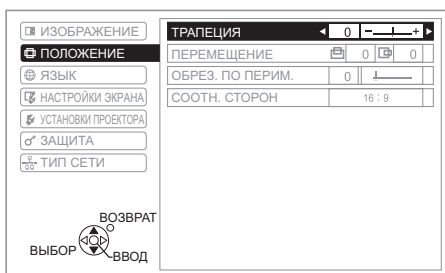 ИЗОБРАЖЕНИЕ
ПОЛОЖЕНИЕ
ЯЗЫК
НАСТРОЙКИ ЭКРАНА
УСТАНОВКИ ПРОЕКТОРА
ЗАЩИТА
ТИП СЕТИ
ТРАПЕЦИЯ 0 - +
ПЕРЕМЕЩЕНИЕ 0 0
ОБРЕЗ. ПО ПЕРИМ. 0
СООТН. СТОРОН 16:9
ВОЗВРАТ
ВЫБОР
ВВОД